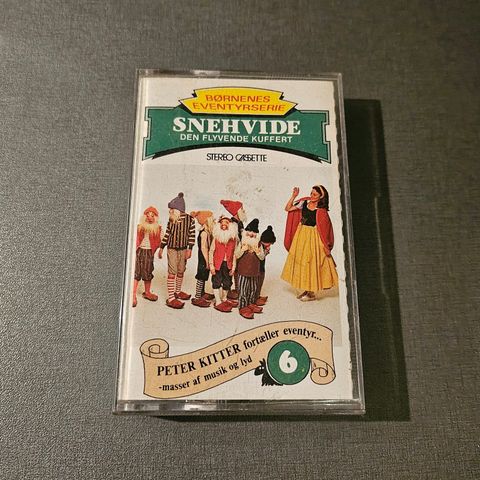 BØRNENES
EVENTYRSERIE
SNEHVIDE
DEN FLYVENDE KUFFERT
STEREO CASSETTE
PETER KITTER fortæller eventyr...
-masser af musik og lyd
6